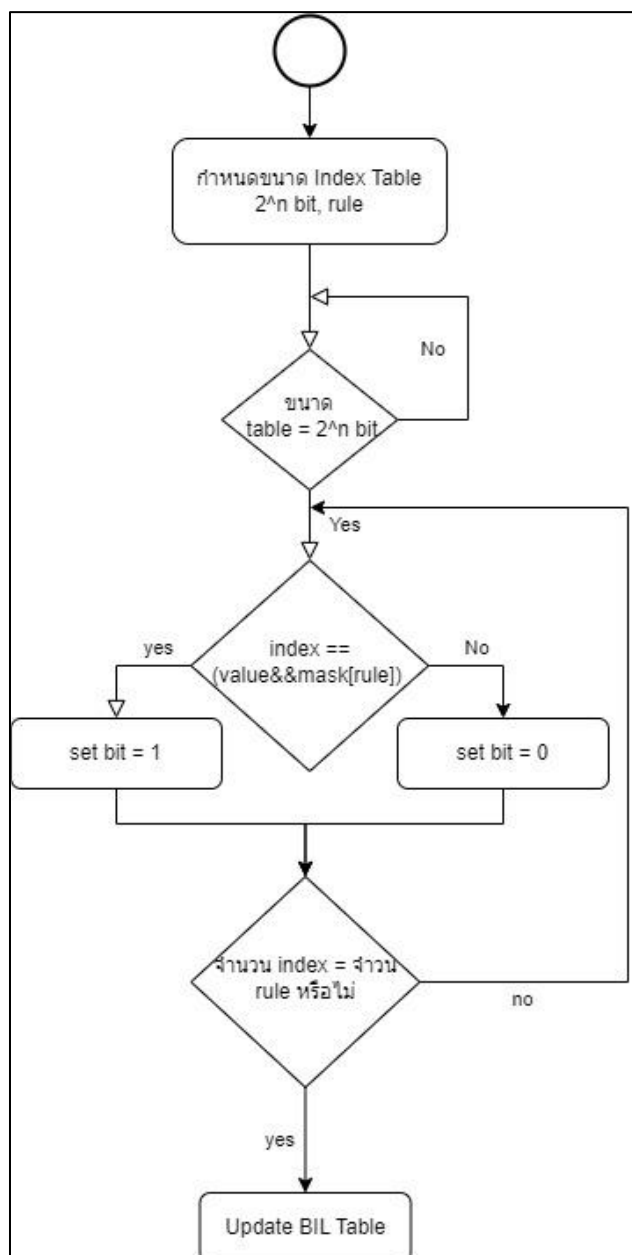 กำหนดขนาด Index Table
2^n bit, rule
No
ขนาด
table = 2^n bit
Yes
yes
index ==
(value&&mask[rule])
No
set bit = 1
set bit = 0
จำนวน index = จำวน
rule หรือไม่
no
yes
Update BIL Table